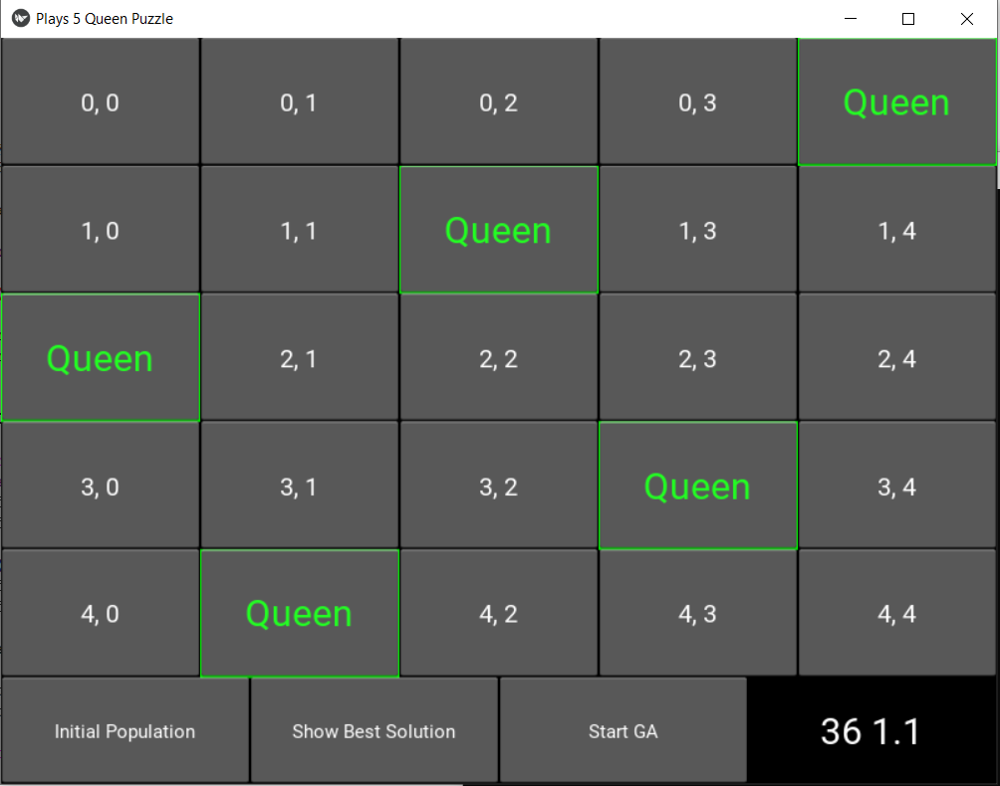 Plays 5 Queen Puzzle
0, 0 0, 1 0, 2 0, 3 Queen
1, 0 1, 1 Queen 1, 3 1, 4
Queen 2, 1 2, 2 2, 3 2, 4
3, 0 3, 1 3, 2 Queen 3, 4
4, 0 Queen 4, 2 4, 3 4, 4
Initial Population Show Best Solution Start GA 36 1.1